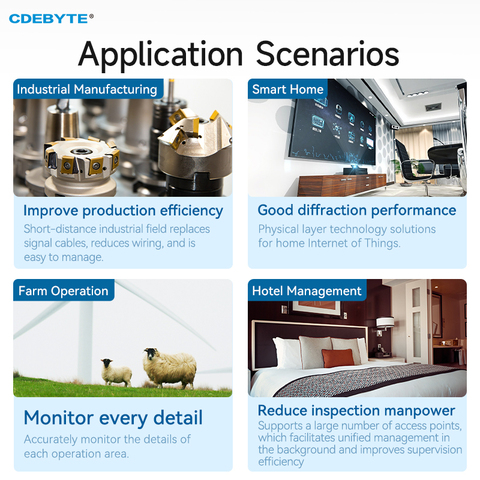 CDEBYTE®
Application Scenarios
Industrial Manufacturing
Improve production efficiency
Short-distance industrial field replaces
signal cables, reduces wiring, and is
easy to manage.
Smart Home
Good diffraction performance
Physical layer technology solutions
for home Internet of Things.
Farm Operation
Monitor every detail
Accurately monitor the details of
each operation area.
Hotel Management
Reduce inspection manpower
Supports a large number of access points,
which facilitates unified management in
the background and improves supervision
efficiency